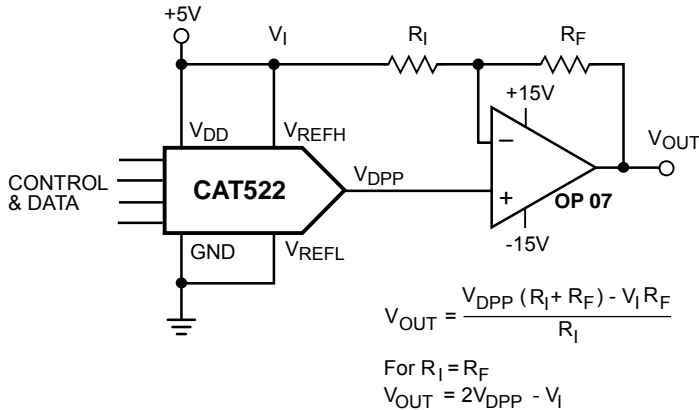 +5V
V_I
R_I
R_F
+15V
V_OUT
V_DD
V_REFH
–
CONTROL
& DATA
CAT522
V_DPP
+
OP 07
-15V
GND
V_REFL
V_OUT = V_DPP (R_I + R_F) - V_I R_F / R_I
For R_I = R_F
V_OUT = 2V_DPP - V_I